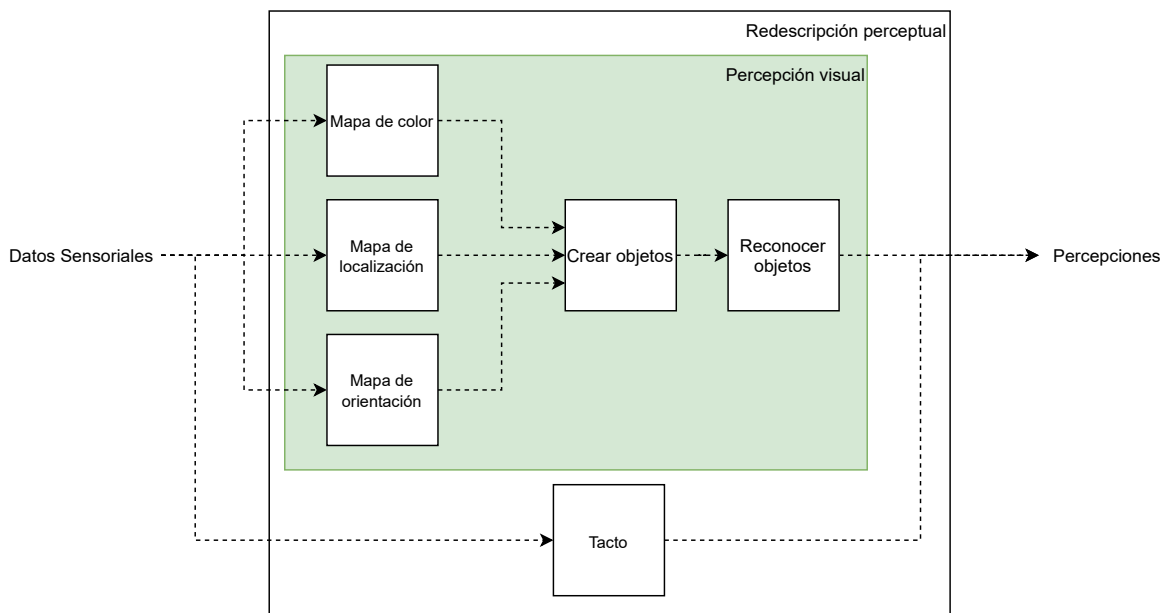 Redescripción perceptual
Percepción visual
Mapa de color
Datos Sensoriales
Mapa de
localización
Crear objetos
Reconocer
objetos
Percepciones
Mapa de
orientación
Tacto